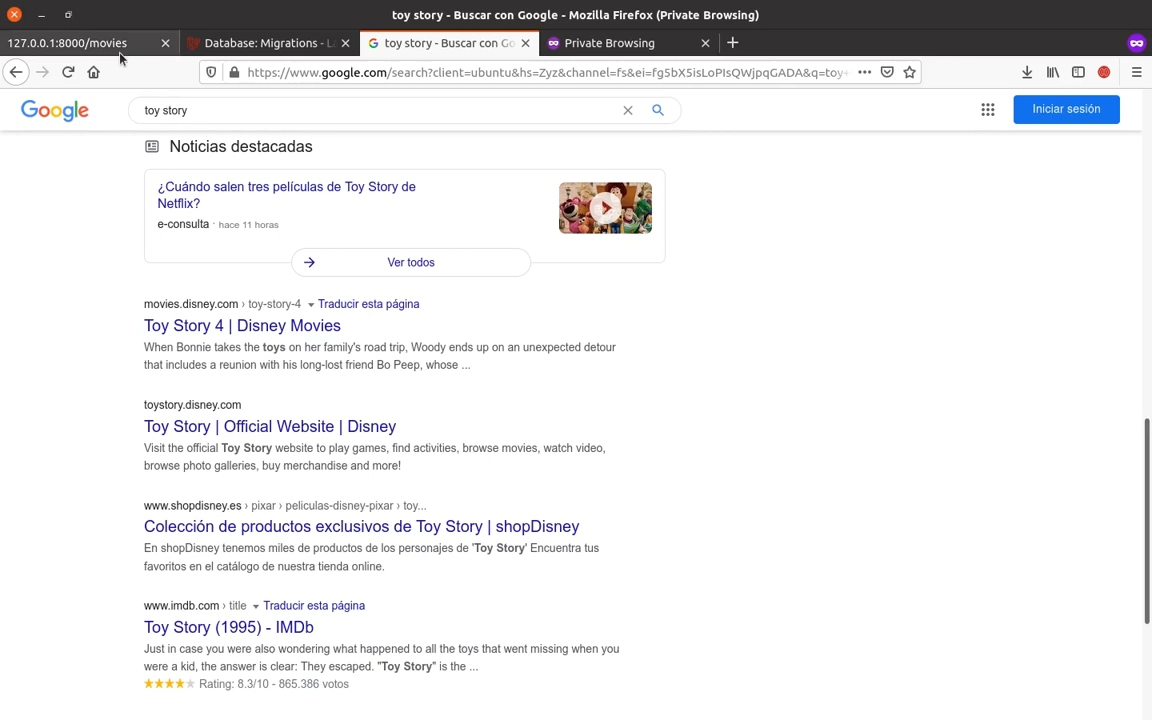 toy story - Buscar con Google - Mozilla Firefox (Private Browsing)
127.0.0.1:8000/movies
Database: Migrations - L
toy story - Buscar con Go
Private Browsing
https://www.google.com/search?client=ubuntu&hs=Zyz&channel=fs&ei=fg5bX5isLoPIsQWjpqGADA&q=toy+
Google
toy story
Iniciar sesión
Noticias destacadas
¿Cuándo salen tres películas de Toy Story de
Netflix?
e-consulta · hace 11 horas
Ver todos
movies.disney.com › toy-story-4 Traducir esta página
Toy Story 4 | Disney Movies
When Bonnie takes the toys on her family's road trip, Woody ends up on an unexpected detour
that includes a reunion with his long-lost friend Bo Peep, whose ...
toystory.disney.com
Toy Story | Official Website | Disney
Visit the official Toy Story website to play games, find activities, browse movies, watch video,
browse photo galleries, buy merchandise and more!
www.shopdisney.es › pixar › peliculas-disney-pixar › toy...
Colección de productos exclusivos de Toy Story | shopDisney
En shopDisney tenemos miles de productos de los personajes de 'Toy Story' Encuentra tus
favoritos en el catálogo de nuestra tienda online.
www.imdb.com › title Traducir esta página
Toy Story (1995) - IMDb
Just in case you were also wondering what happened to all the toys that went missing when you
were a kid, the answer is clear: They escaped. "Toy Story" is the ...
Rating: 8.3/10 - 865.386 votos